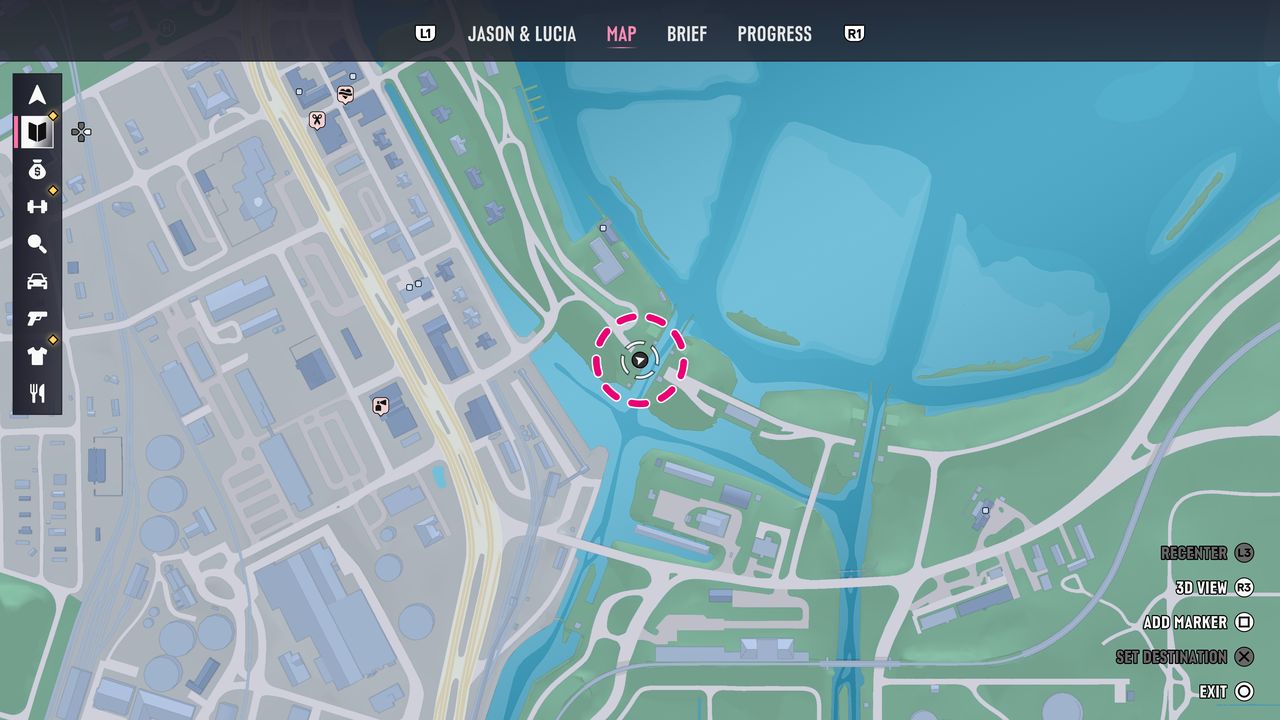 L1 JASON & LUCIA MAP BRIEF PROGRESS R1
RECENTER L3
3D VIEW R3
ADD MARKER
SET DESTINATION
EXIT